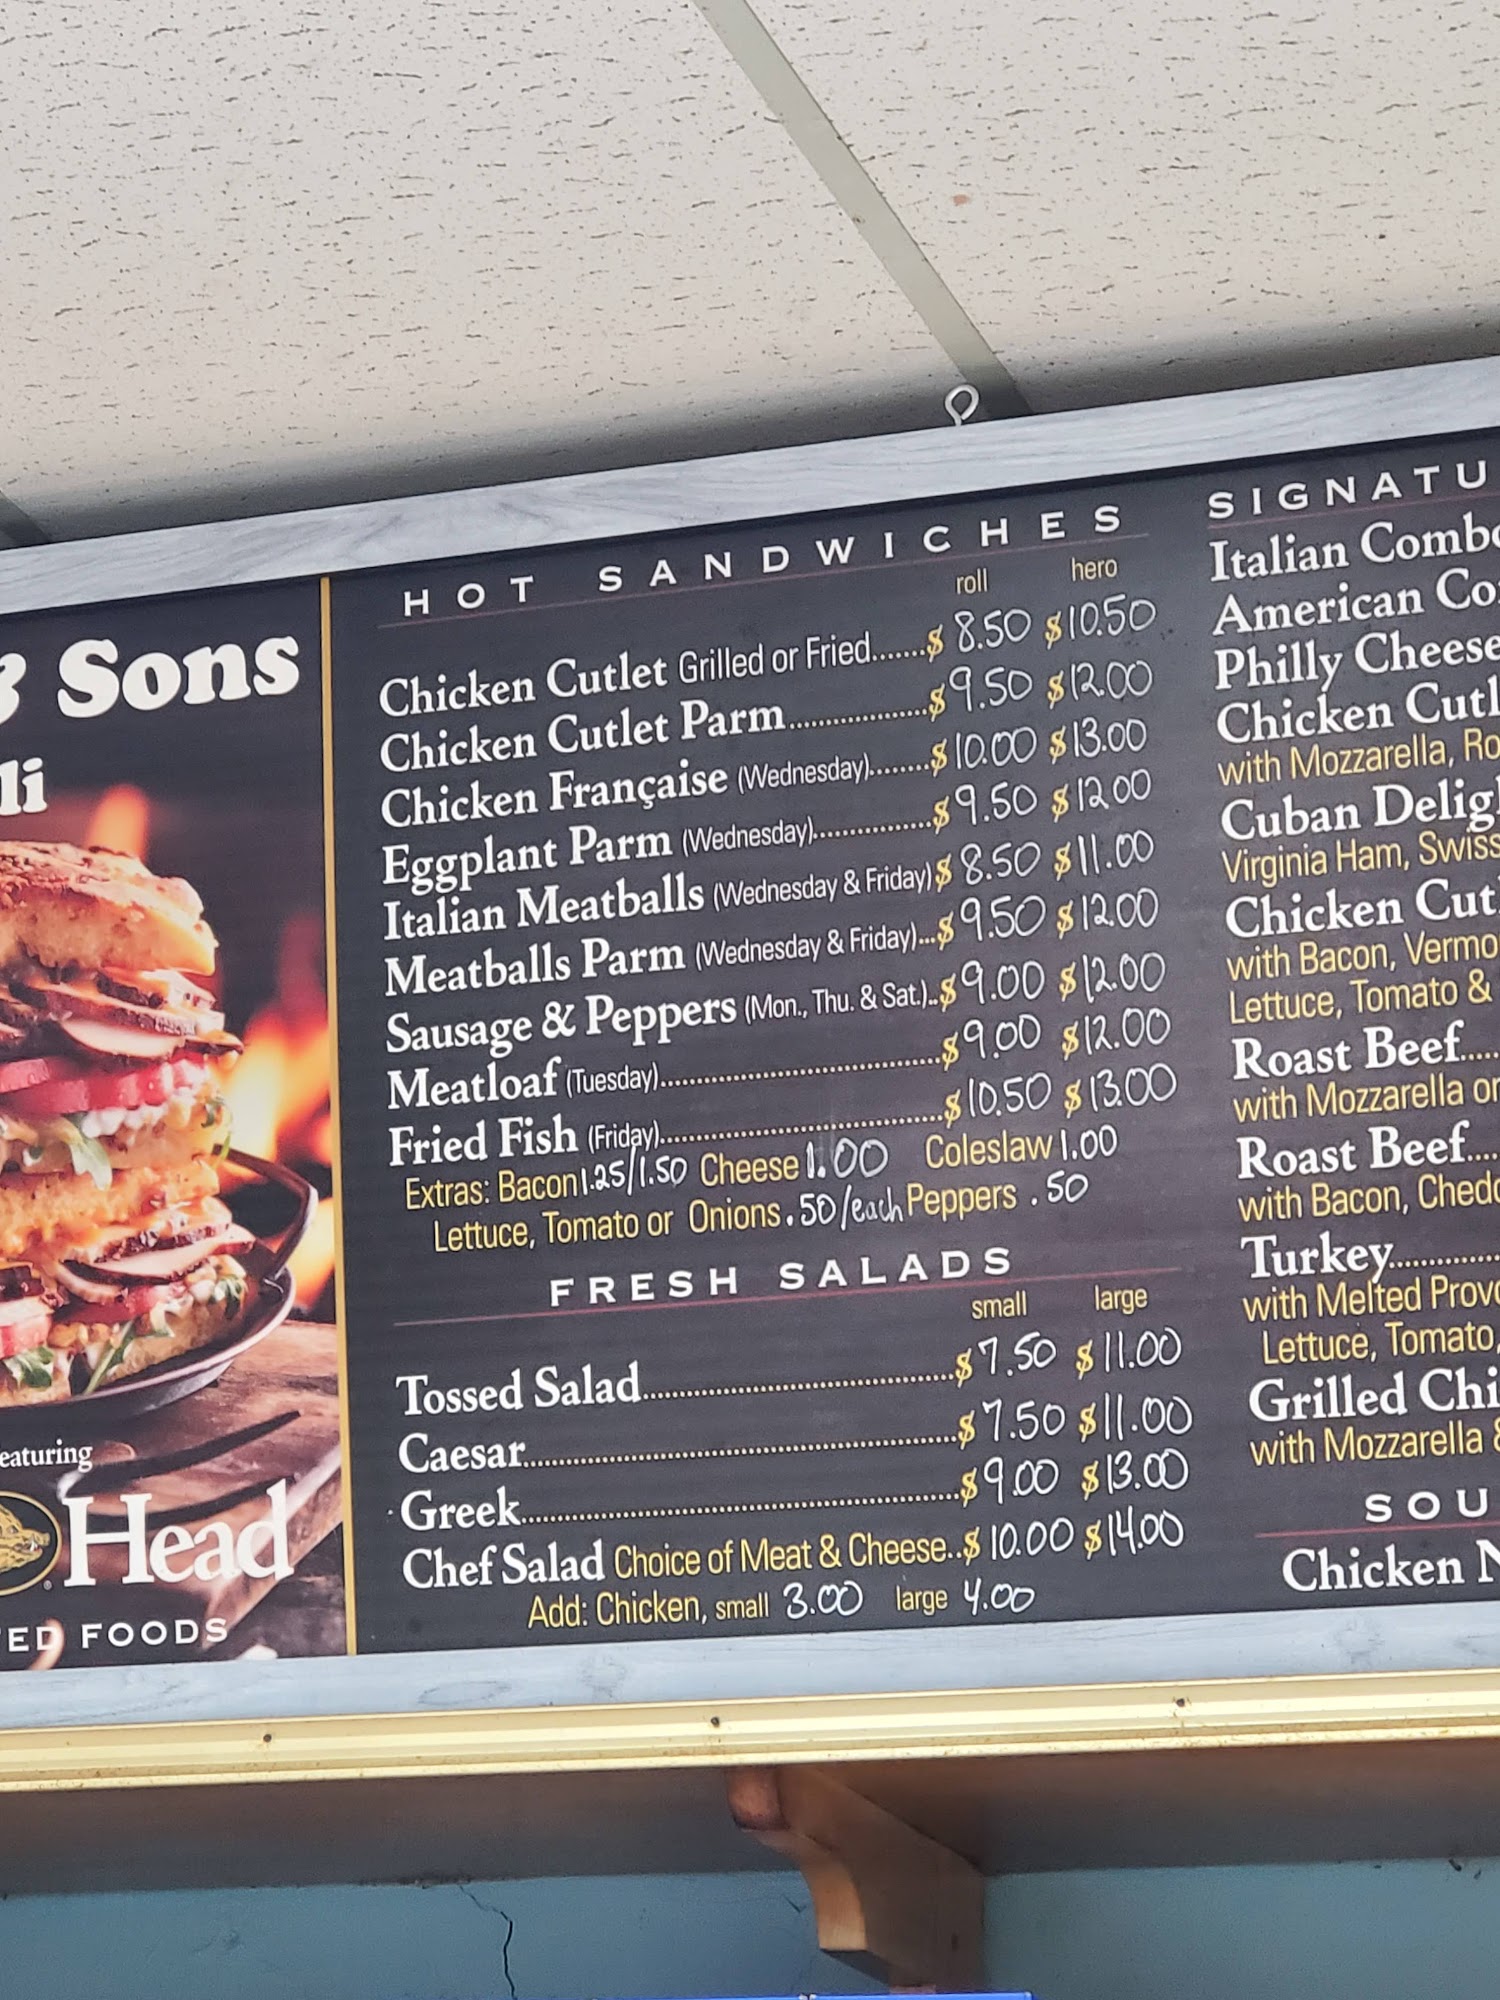 & Sons
li
eaturing
Head
ED FOODS
HOT SANDWICHES
roll hero
Chicken Cutlet Grilled or Fried.......$ 8.50 $10.50
Chicken Cutlet Parm...................$9.50 $12.00
Chicken Française (Wednesday)........$10.00 $13.00
Eggplant Parm (Wednesday)................$9.50 $12.00
Italian Meatballs (Wednesday & Friday)$ 8.50 $11.00
Meatballs Parm (Wednesday & Friday)...$9.50 $12.00
Sausage & Peppers (Mon., Thu. & Sat.)..$9.00 $12.00
Meatloaf (Tuesday).......................................$9.00 $12.00
Fried Fish (Friday).......................................$10.50 $13.00
Extras: Bacon 1.25/1.50 Cheese 1.00 Coleslaw 1.00
Lettuce, Tomato or Onions .50/each Peppers .50
FRESH SALADS
small large
Tossed Salad...........................................$7.50 $11.00
Caesar............................................................$7.50 $11.00
Greek.............................................................$9.00 $13.00
Chef Salad Choice of Meat & Cheese..$ 10.00 $14.00
Add: Chicken, small 3.00 large 4.00
SIGNATU
Italian Combo
American Co
Philly Cheese
Chicken Cutl
with Mozzarella, Ro
Cuban Delig
Virginia Ham, Swiss
Chicken Cut
with Bacon, Vermo
Lettuce, Tomato &
Roast Beef.....
with Mozzarella or
Roast Beef....
with Bacon, Chedd
Turkey.............
with Melted Provo
Lettuce, Tomato,
Grilled Chi
with Mozzarella &
SOU
Chicken N